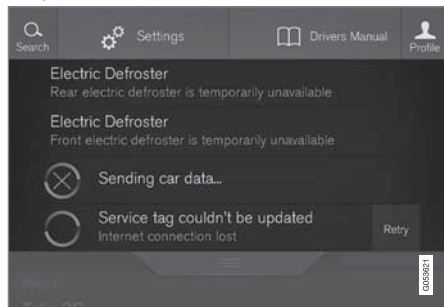 Search
Settings
Drivers Manual
Profile
Electric Defroster
Rear electric defroster is temporarily unavailable
Electric Defroster
Front electric defroster is temporarily unavailable
Sending car data...
Service tag couldn't be updated
Internet connection lost
Retry
G053621